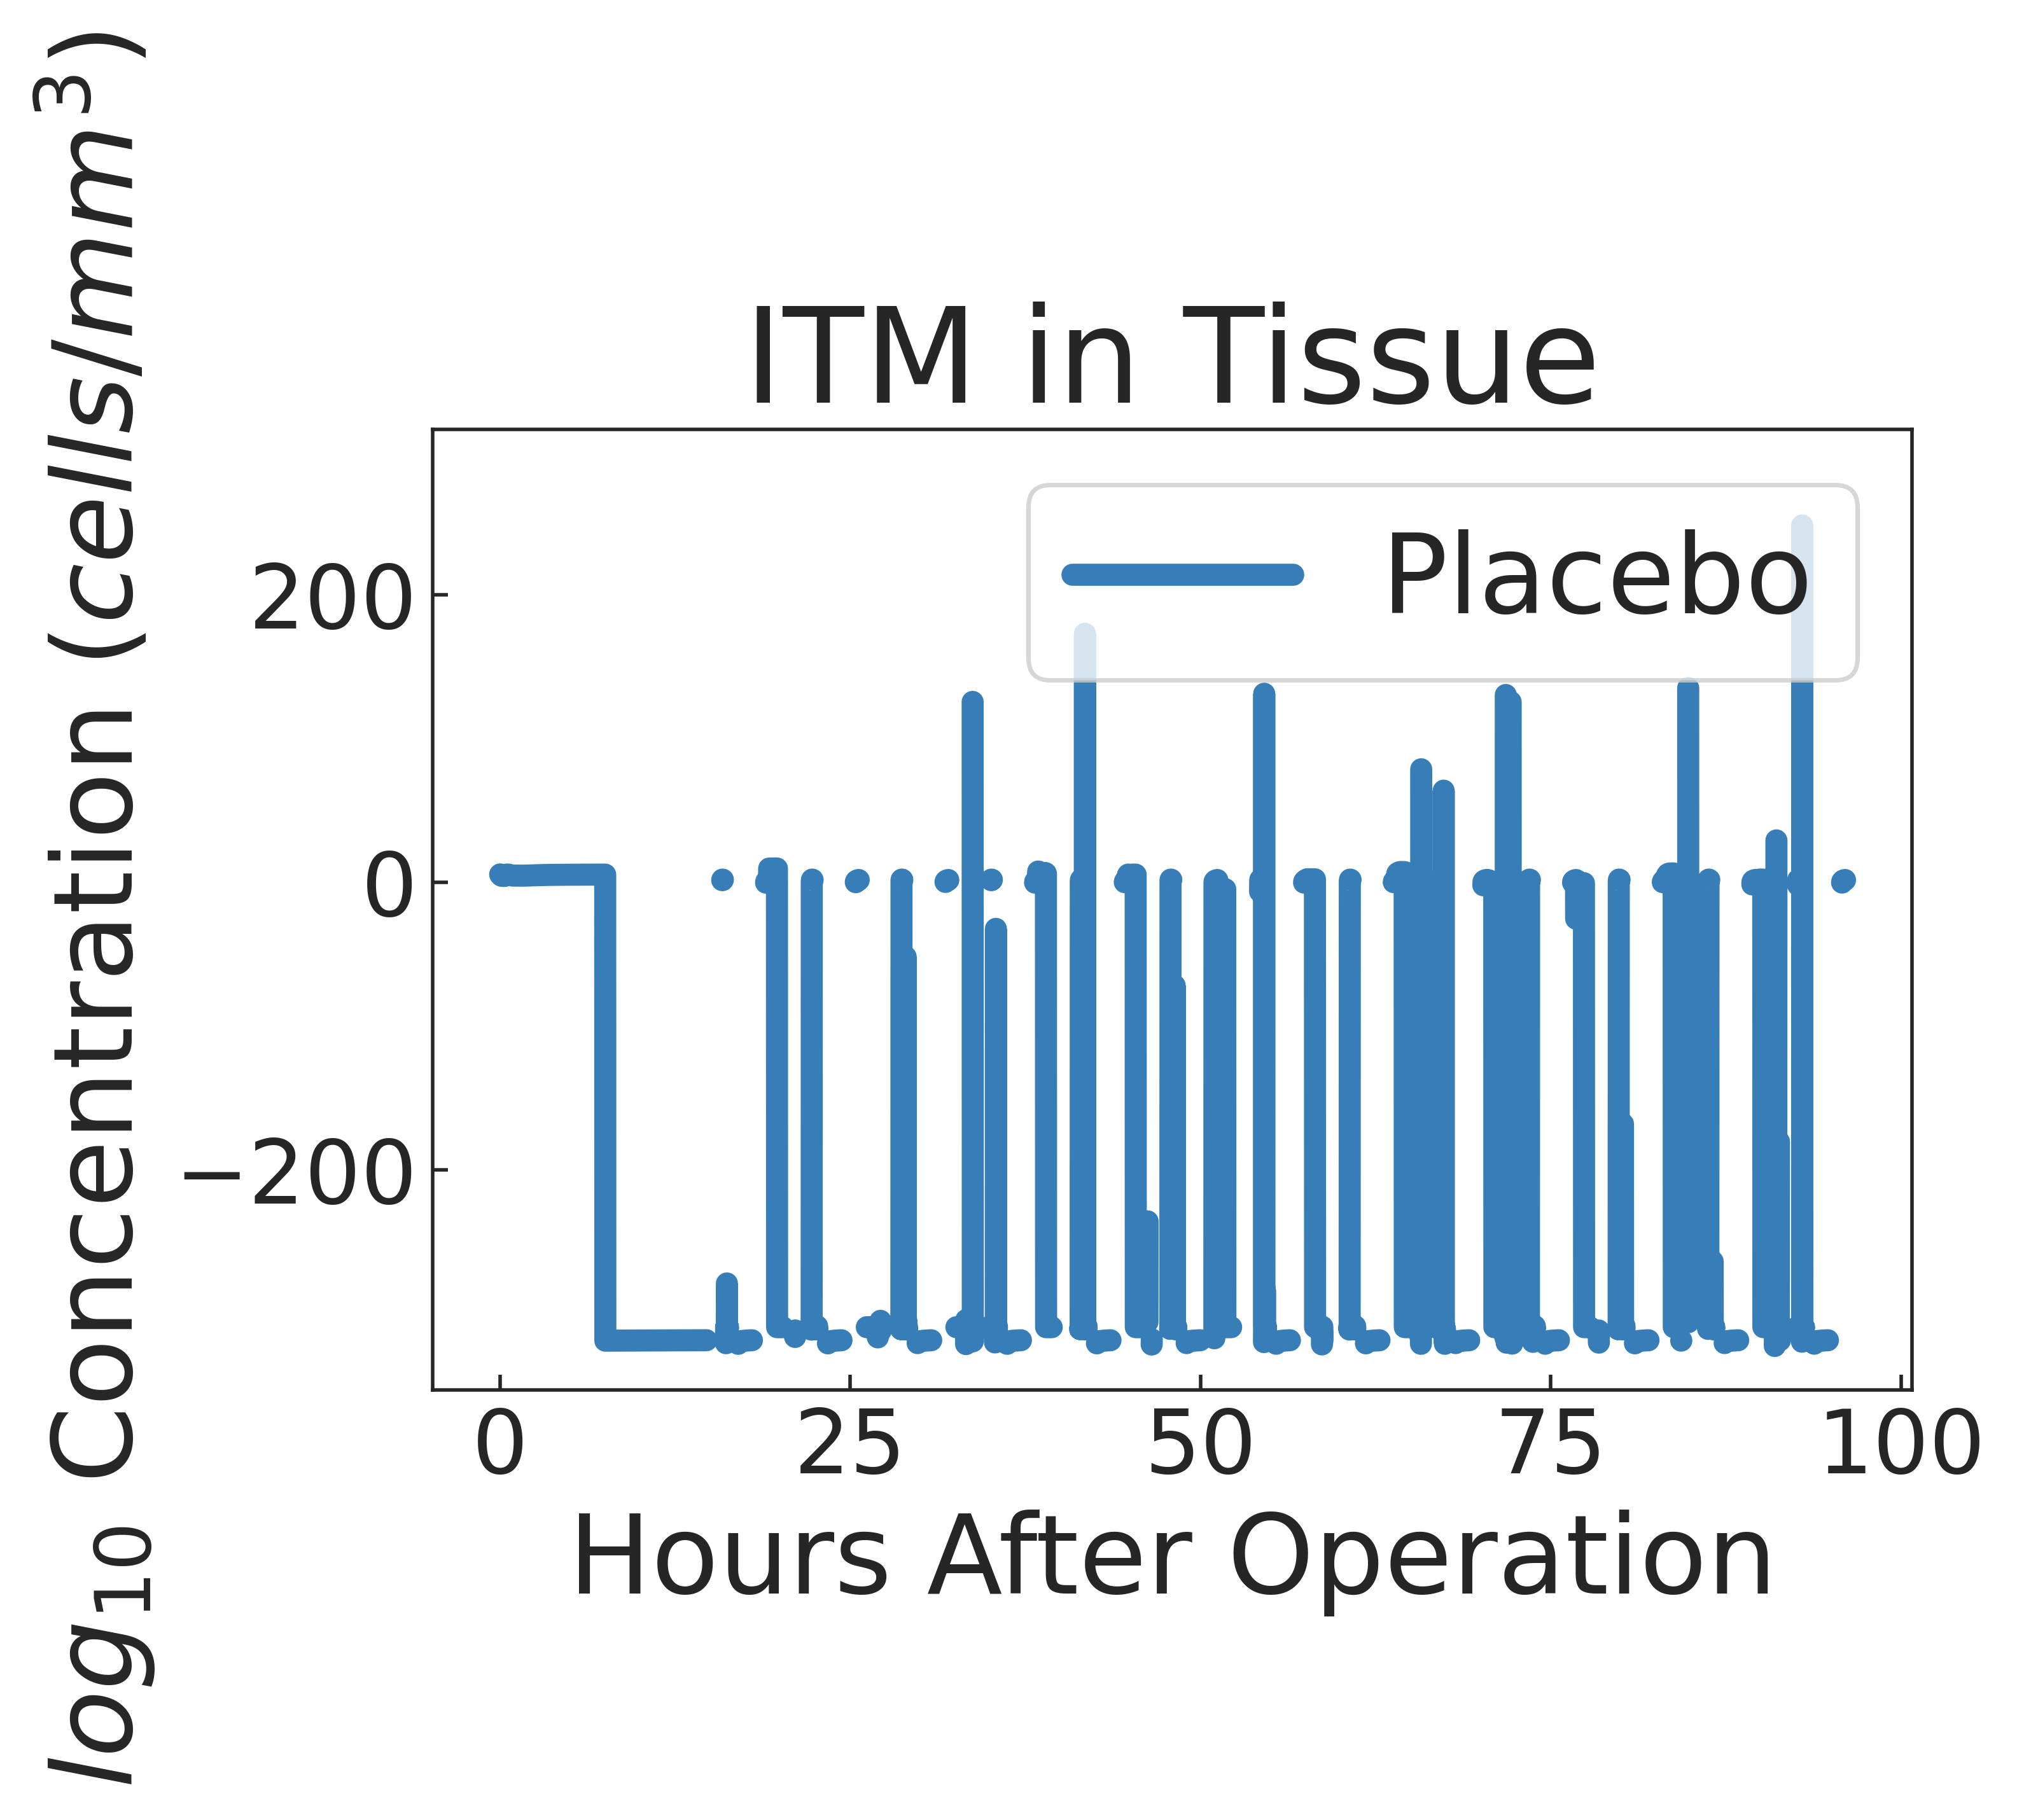 ITM in Tissue
Placebo
log10 Concentration (cells/mm³)
200
0
−200
0 25 50 75 100
Hours After Operation